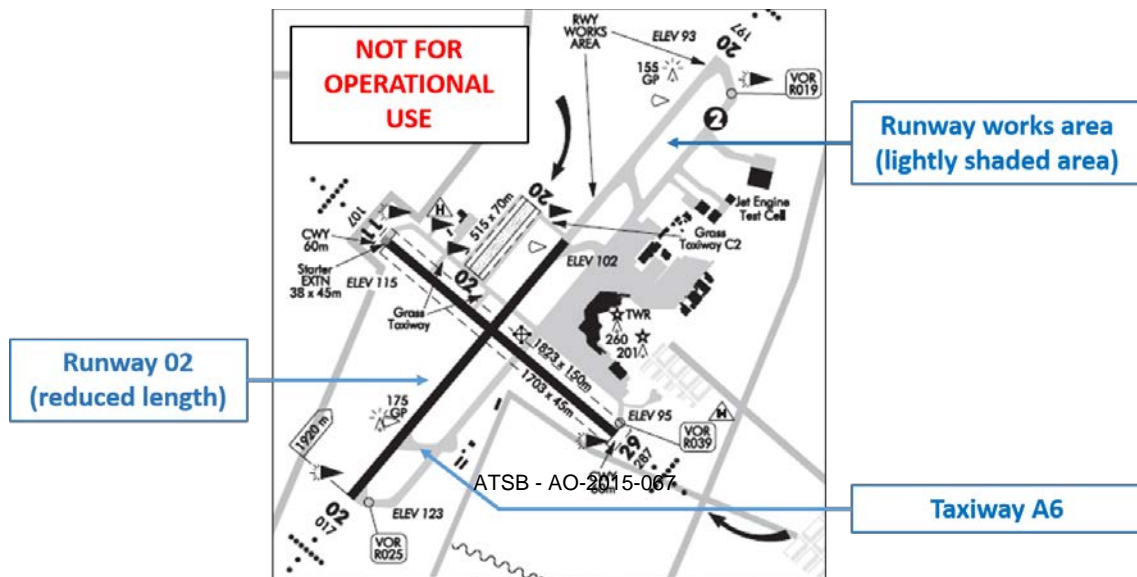 NOT FOR
OPERATIONAL
USE
RWY
WORKS
AREA
ELEV 93
20
197
155
GP
VOR
R019
2
Runway works area
(lightly shaded area)
Jet Engine
Test Cell
20
H
515 x 70m
107
11
CWY
60m
Starter
EXTN
38 x 45m
ELEV 115
02
Grass
Taxiway
Grass
Taxiway C2
ELEV 102
TWR
260
201
1823 x 150m
1703 x 45m
Runway 02
(reduced length)
175
GP
ELEV 95
H
VOR
R039
29
287
CWY
60m
I
II
1920 m
ATSB - AO-2015-067
02
017
ELEV 123
VOR
R025
Taxiway A6